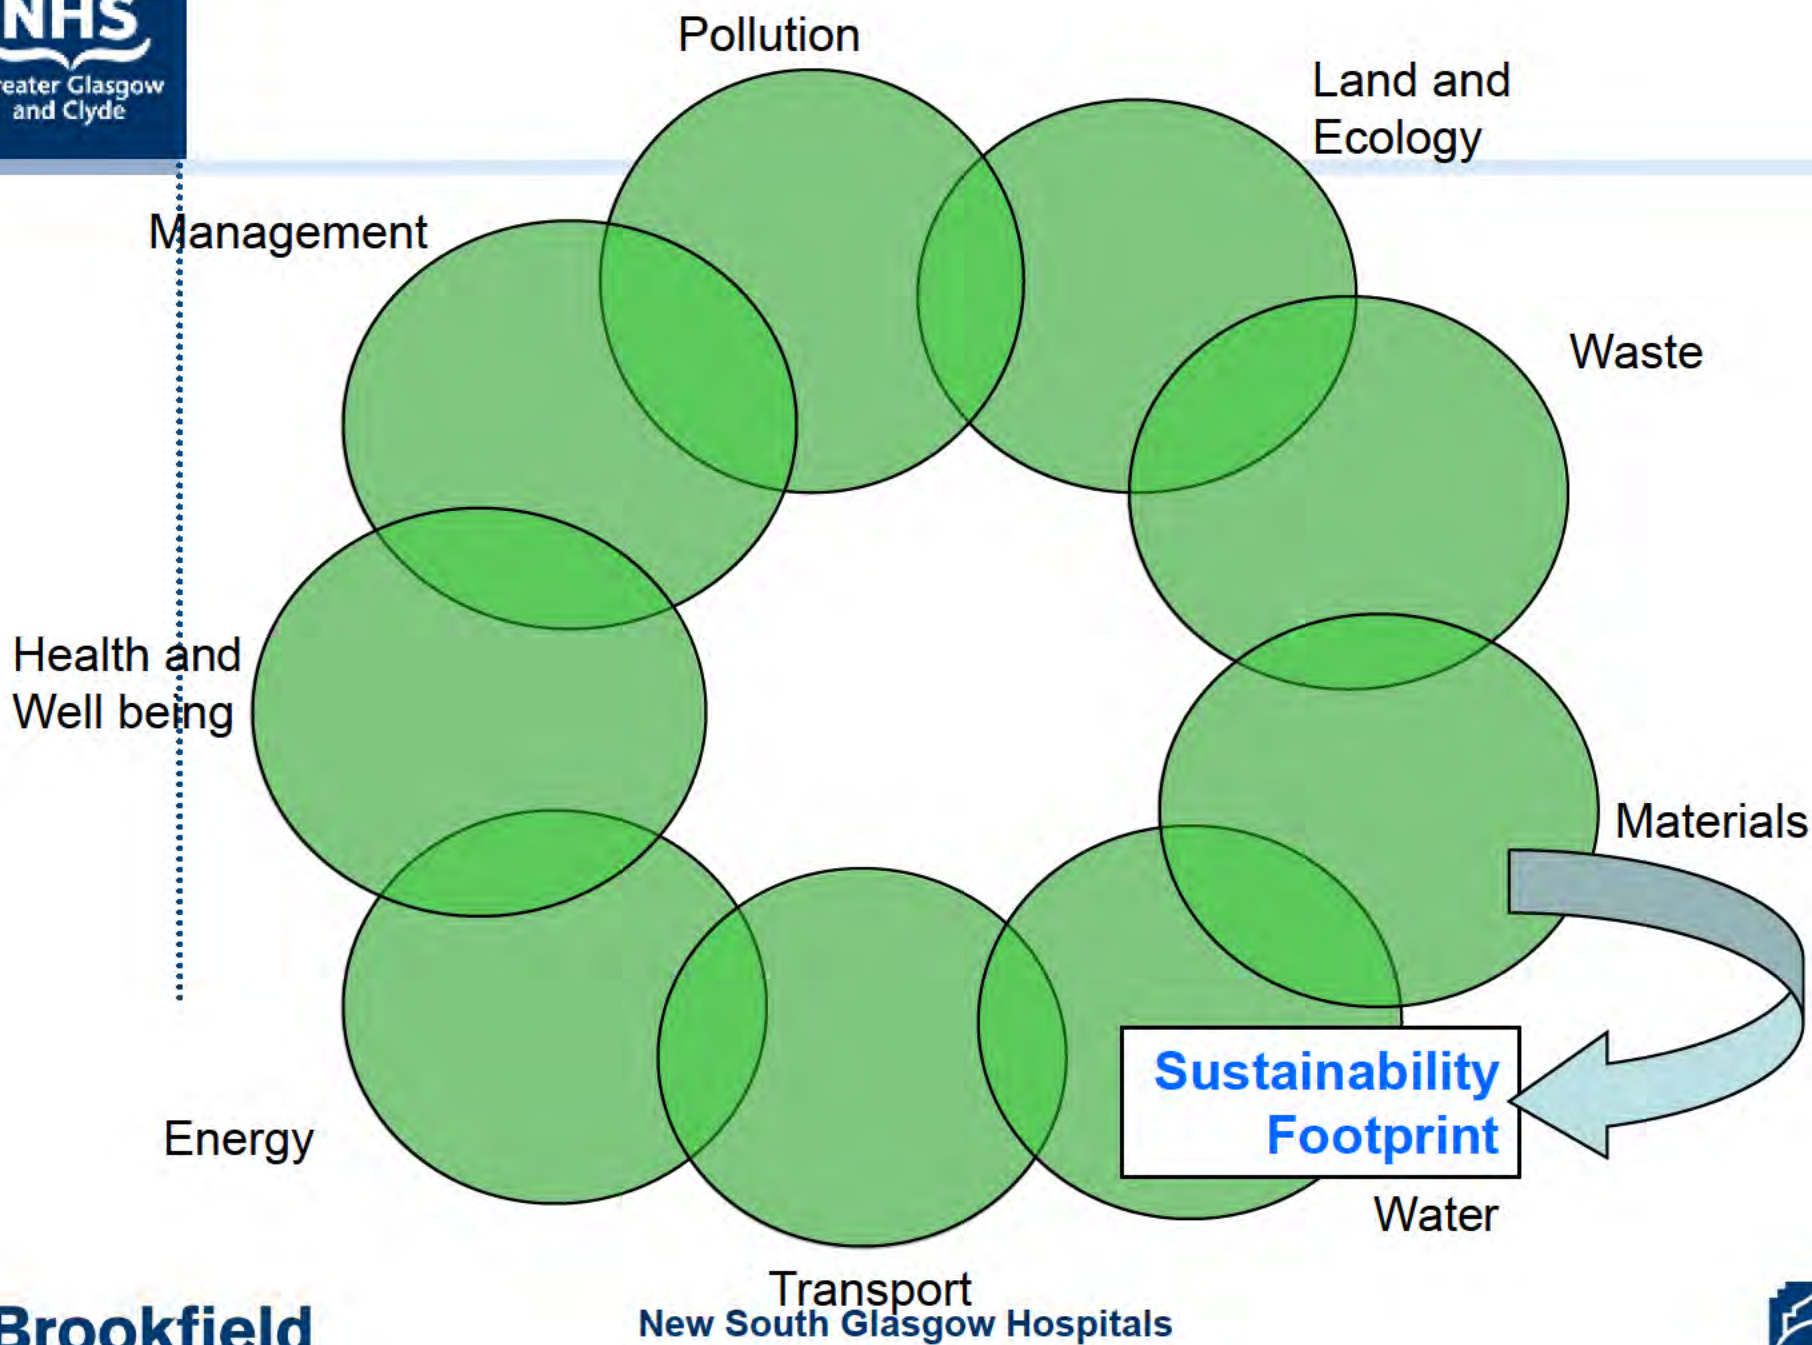 NHS
Greater Glasgow
and Clyde
Pollution
Land and
Ecology
Management
Waste
Health and
Well being
Materials
Sustainability
Footprint
Energy
Water
Transport
New South Glasgow Hospitals
Brookfield